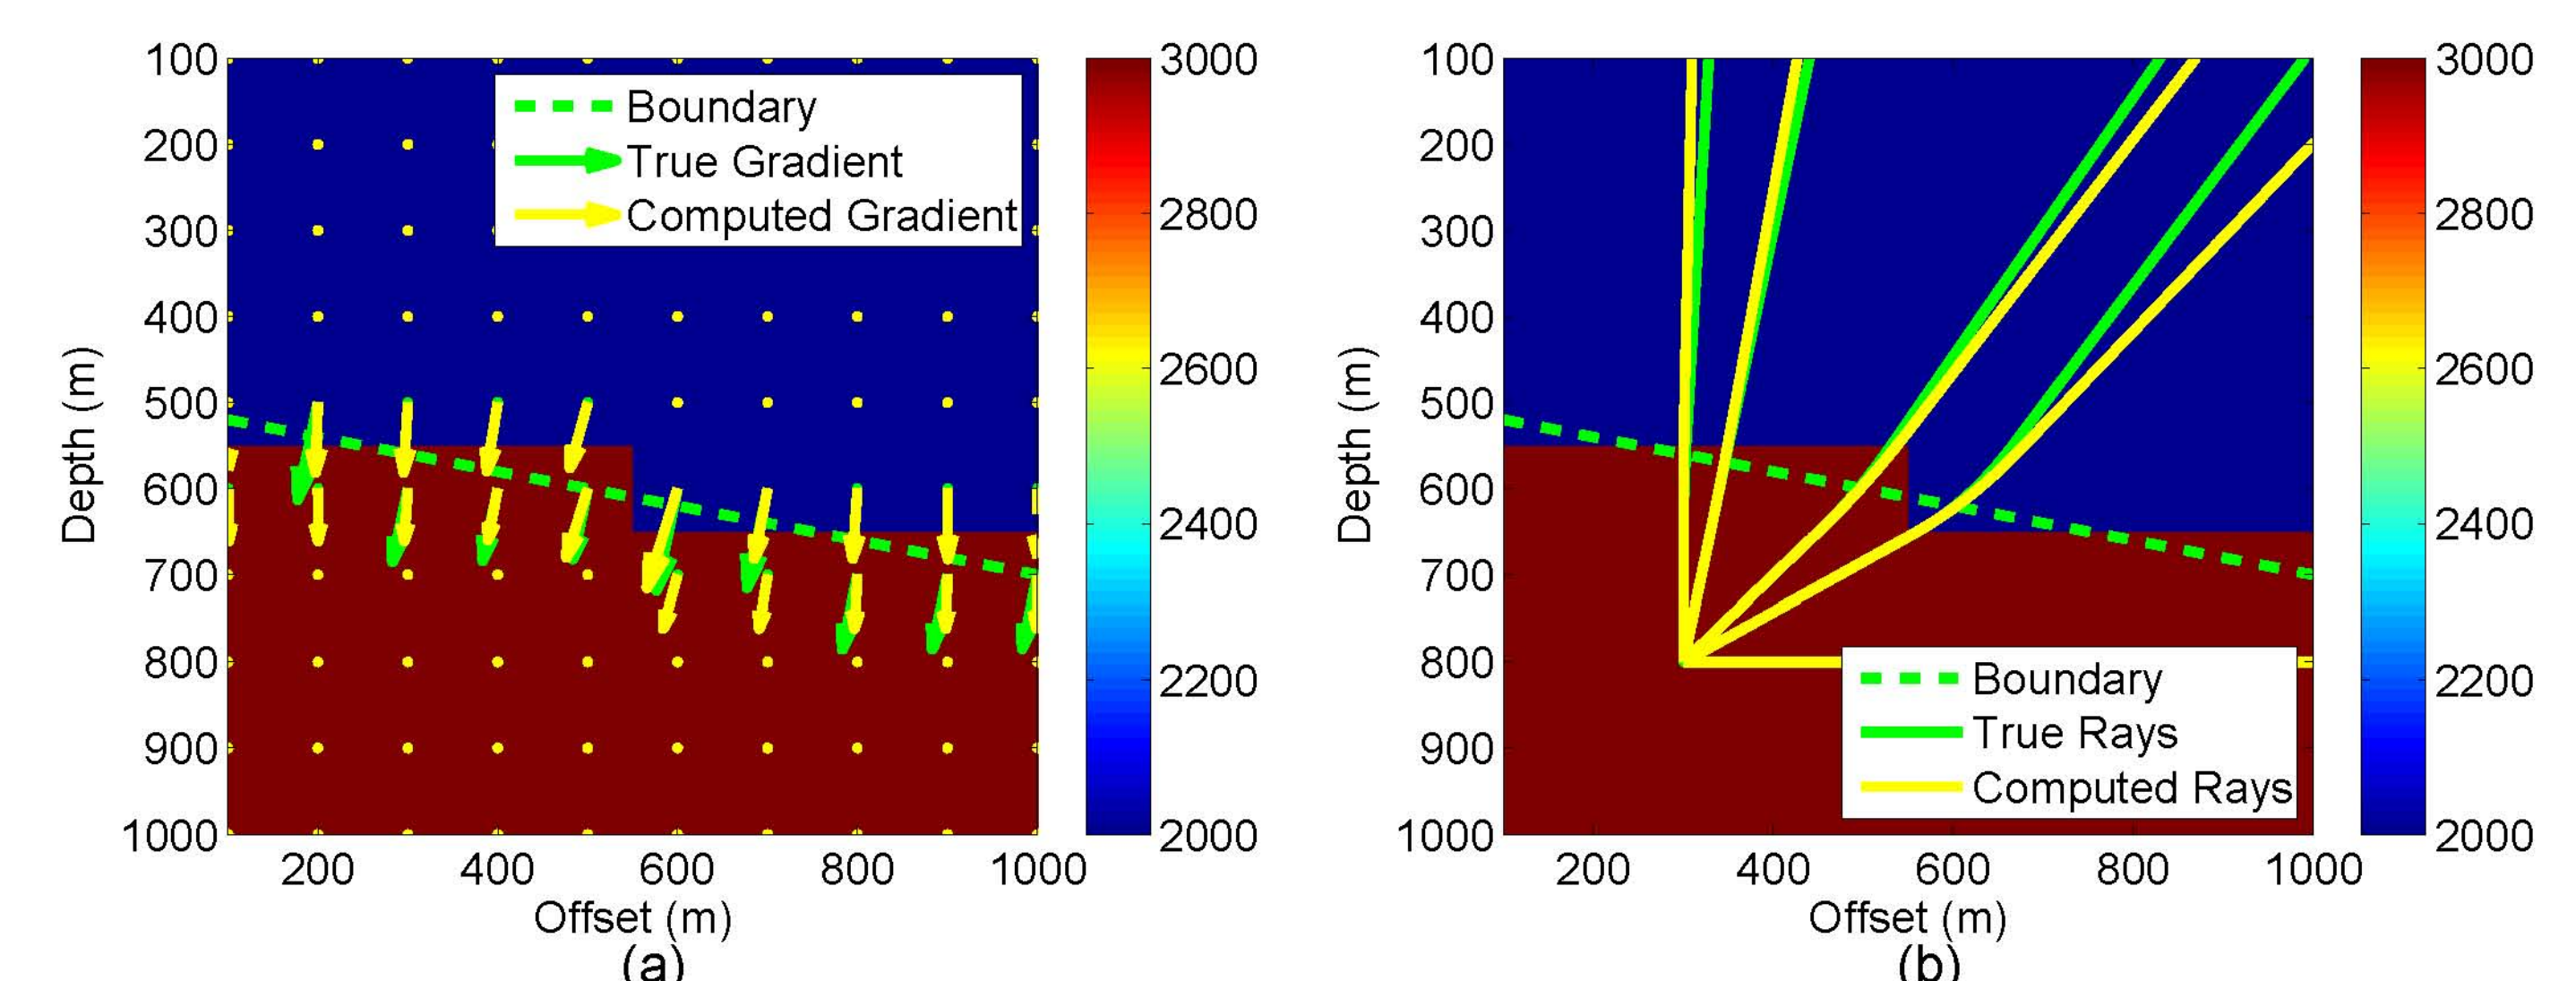 100
200
300
400
500
600
700
800
900
1000
Depth (m)
200 400 600 800 1000
Offset (m)
(a)
Boundary
True Gradient
Computed Gradient
3000
2800
2600
2400
2200
2000
100
200
300
400
500
600
700
800
900
1000
Depth (m)
200 400 600 800 1000
Offset (m)
(b)
Boundary
True Rays
Computed Rays
3000
2800
2600
2400
2200
2000